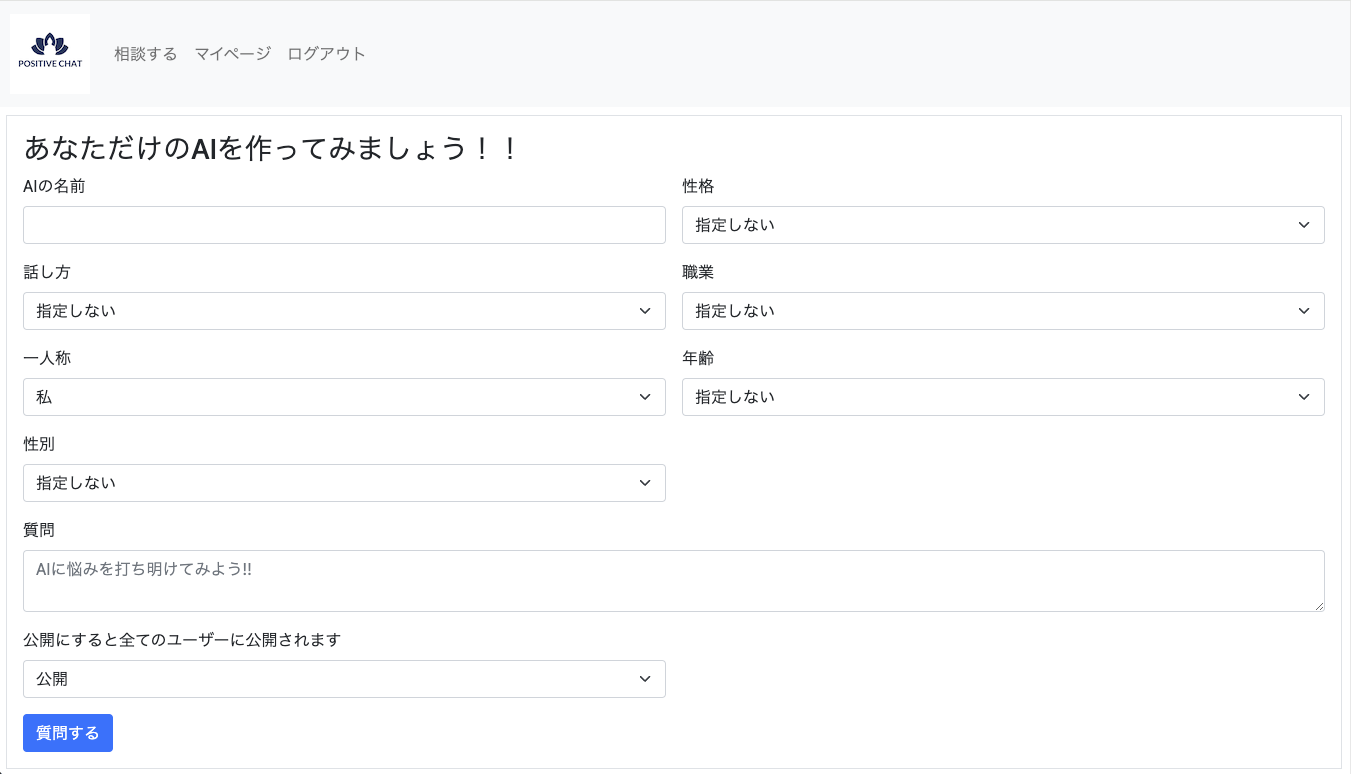 POSITIVE CHAT
相談する マイページ ログアウト
あなただけのAIを作ってみましょう！！
AIの名前
性格
指定しない
話し方
指定しない
職業
指定しない
一人称
私
年齢
指定しない
性別
指定しない
質問
AIに悩みを打ち明けてみよう!!
公開にすると全てのユーザーに公開されます
公開
質問する